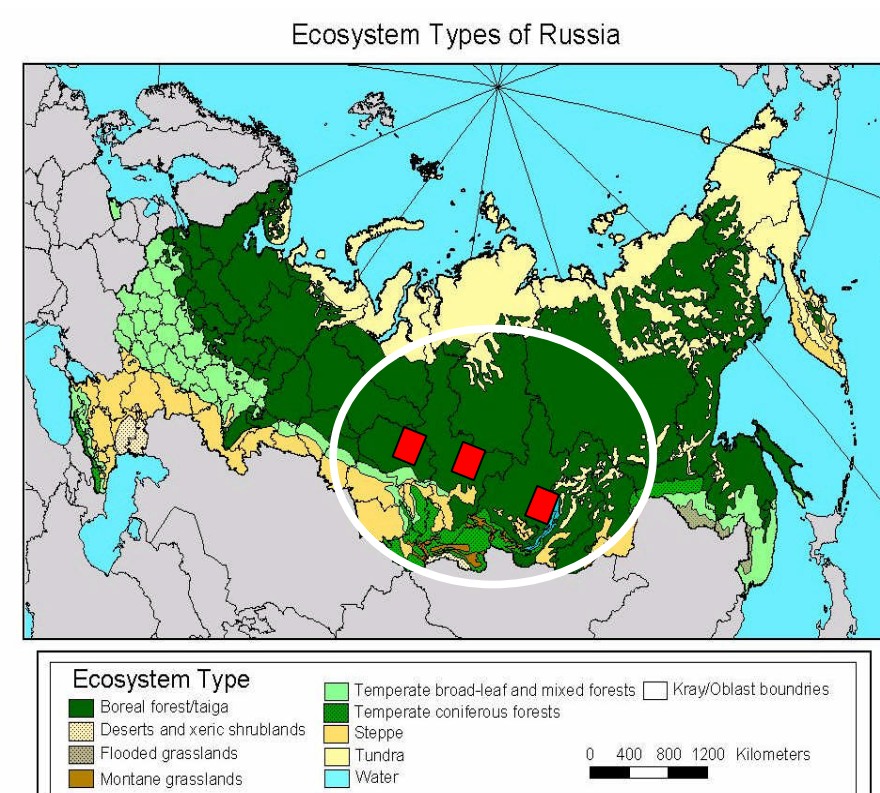 Ecosystem Types of Russia
Ecosystem Type
Boreal forest/taiga
Deserts and xeric shrublands
Flooded grasslands
Montane grasslands
Temperate broad-leaf and mixed forests
Temperate coniferous forests
Steppe
Tundra
Water
Kray/Oblast boundries
0 400 800 1200 Kilometers